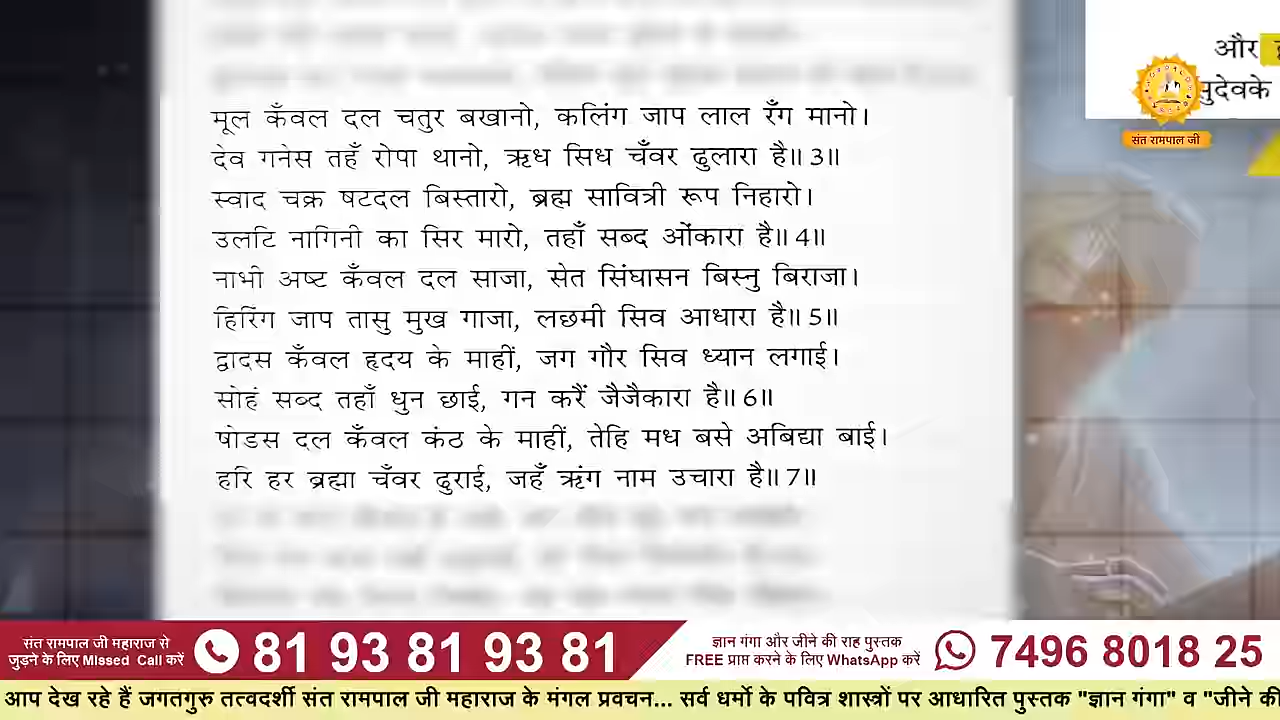 और
सुदेवके
संत रामपाल जी
मूल कँवल दल चतुर बखानो, कलिंग जाप लाल रँग मानो।
देव गनेस तहँ रोपा थानो, ऋध सिध चँवर ढुलारा है॥ 3॥
स्वाद चक्र षटदल बिस्तारो, ब्रह्म सावित्री रूप निहारो।
उलटि नागिनी का सिर मारो, तहाँ सब्द ओंकारा है॥ 4॥
नाभी अष्ट कँवल दल साजा, सेत सिंघासन बिस्नु बिराजा।
हिरिंग जाप तासु मुख गाजा, लछमी सिव आधारा है॥ 5॥
द्वादस कँवल हृदय के माहीं, जग गौर सिव ध्यान लगाई।
सोहं सब्द तहाँ धुन छाई, गन करैं जैजैकारा है॥ 6॥
षोडस दल कँवल कंठ के माहीं, तेहि मध बसे अबिद्या बाई।
हरि हर ब्रह्मा चँवर ढुराई, जहँ ऋंग नाम उचारा है॥ 7॥
संत रामपाल जी महाराज से
जुड़ने के लिए Missed Call करें
81 93 81 93 81
ज्ञान गंगा और जीने की राह पुस्तक
FREE प्राप्त करने के लिए WhatsApp करें
7496 8018 25
आप देख रहे हैं जगतगुरु तत्वदर्शी संत रामपाल जी महाराज के मंगल प्रवचन... सर्व धर्मो के पवित्र शास्त्रों पर आधारित पुस्तक "ज्ञान गंगा" व "जीने की